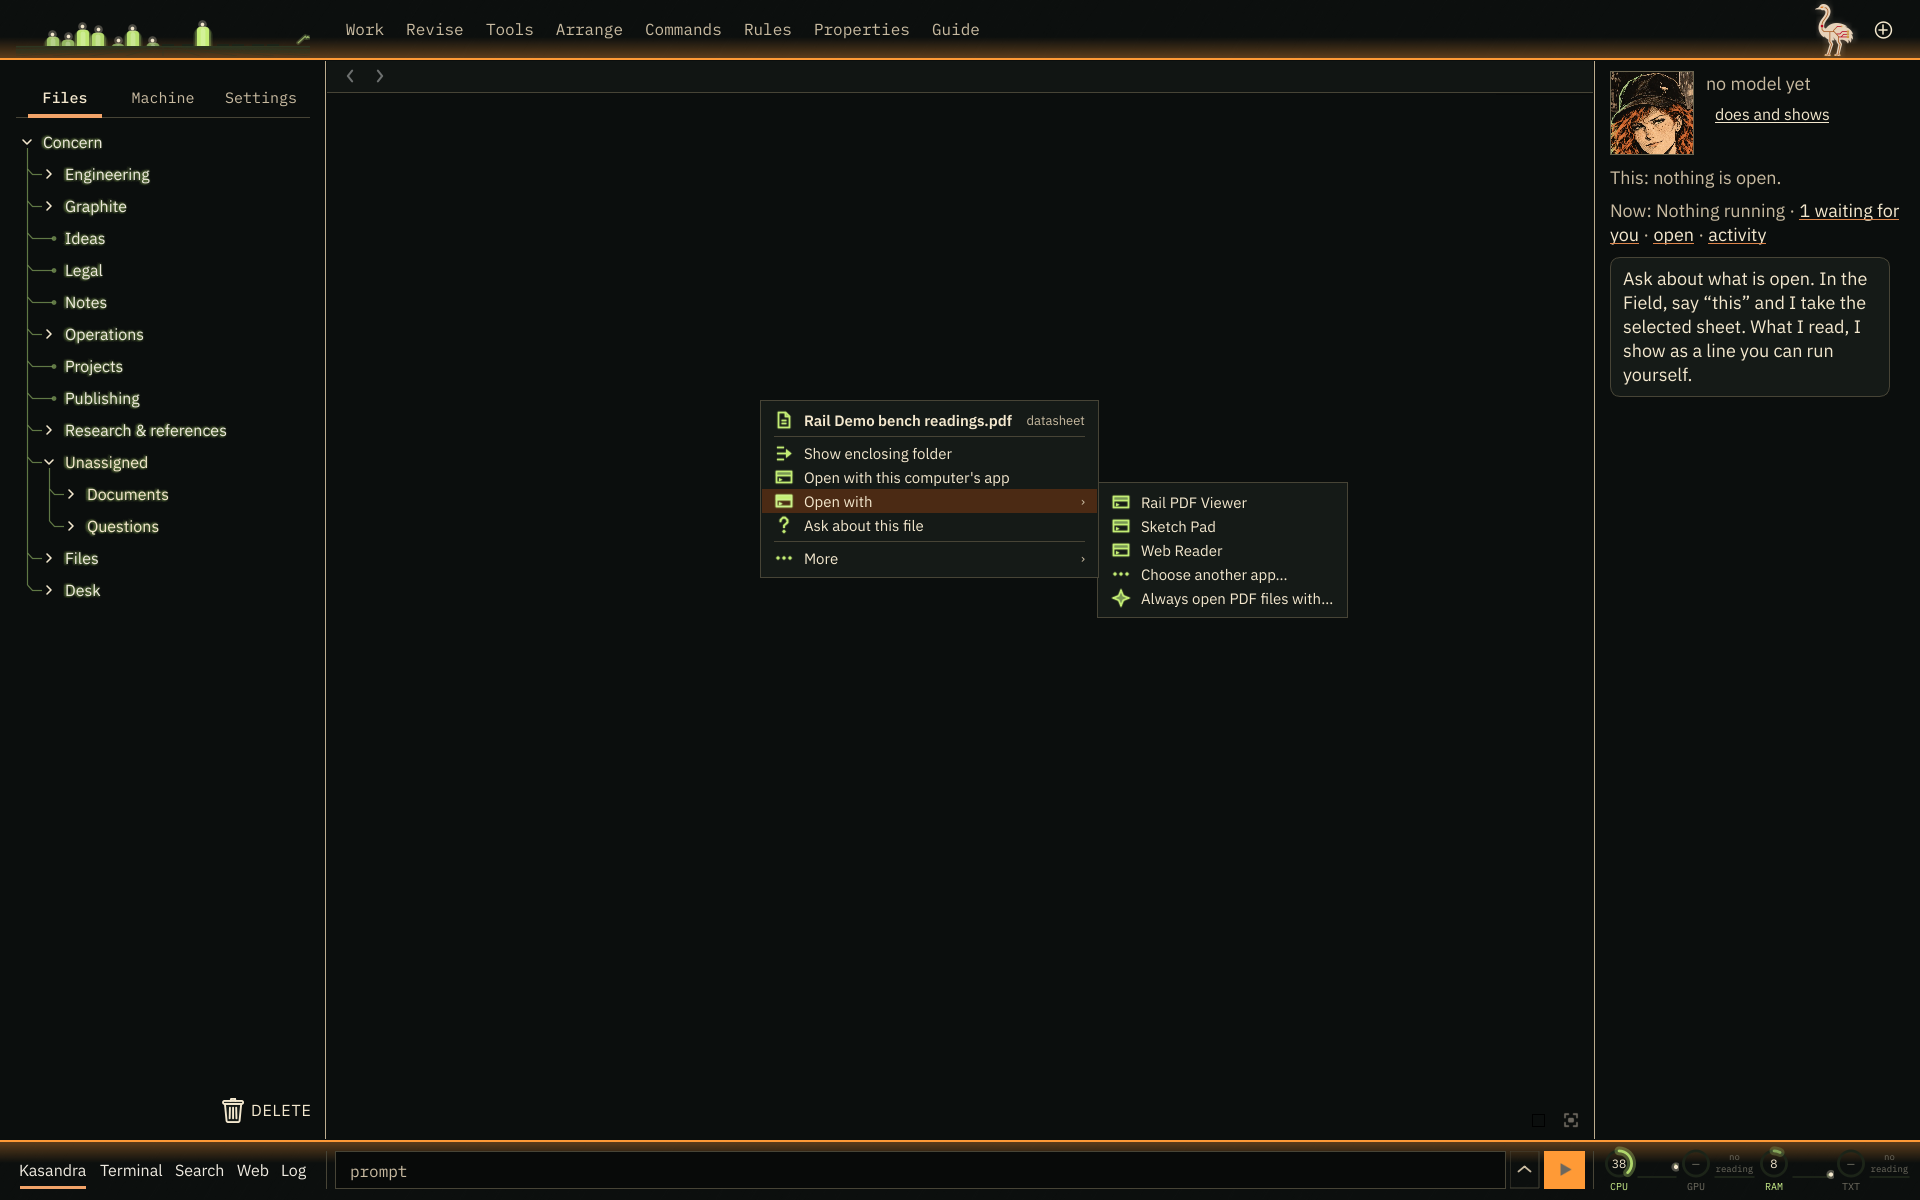 Work Revise Tools Arrange Commands Rules Properties Guide
Files Machine Settings
Concern
Engineering
Graphite
Ideas
Legal
Notes
Operations
Projects
Publishing
Research & references
Unassigned
Documents
Questions
Files
Desk
DELETE
Rail Demo bench readings.pdf datasheet
Show enclosing folder
Open with this computer's app
Open with
Ask about this file
More
Rail PDF Viewer
Sketch Pad
Web Reader
Choose another app...
Always open PDF files with...
no model yet
does and shows
This: nothing is open.
Now: Nothing running · 1 waiting for
you · open · activity
Ask about what is open. In the
Field, say “this” and I take the
selected sheet. What I read, I
show as a line you can run
yourself.
Kasandra Terminal Search Web Log
prompt
38 CPU
– GPU
no reading
8 RAM
– TXT
no reading